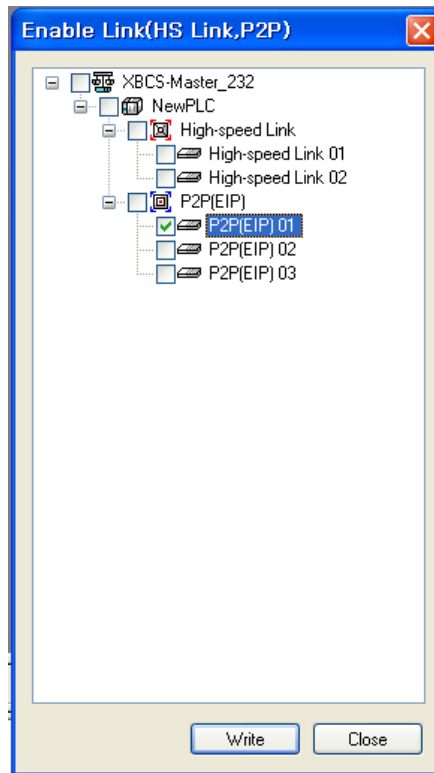 Enable Link(HS Link,P2P)
XBCS-Master_232
NewPLC
High-speed Link
High-speed Link 01
High-speed Link 02
P2P(EIP)
P2P(EIP) 01
P2P(EIP) 02
P2P(EIP) 03
Write
Close